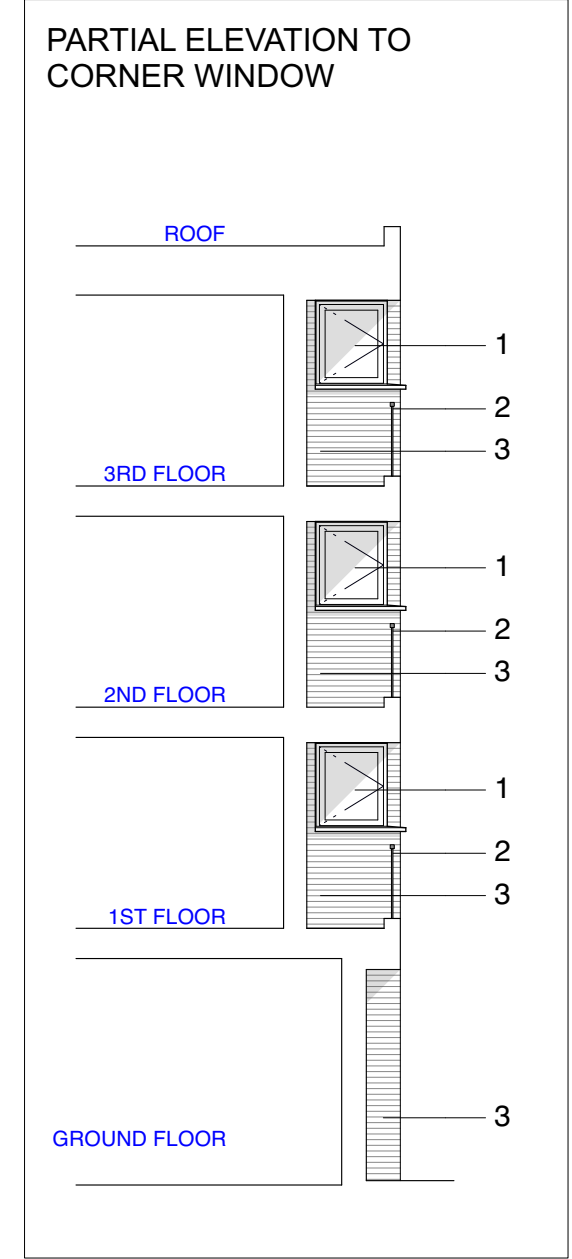 PARTIAL ELEVATION TO
CORNER WINDOW
ROOF
1
2
3
3RD FLOOR
1
2
3
2ND FLOOR
1
2
3
1ST FLOOR
3
GROUND FLOOR